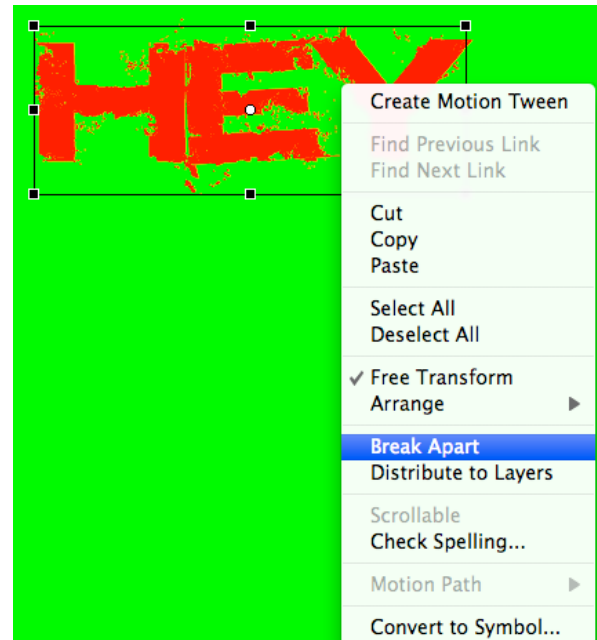 HEY
Create Motion Tween
Find Previous Link
Find Next Link
Cut
Copy
Paste
Select All
Deselect All
Free Transform
Arrange
Break Apart
Distribute to Layers
Scrollable
Check Spelling...
Motion Path
Convert to Symbol...